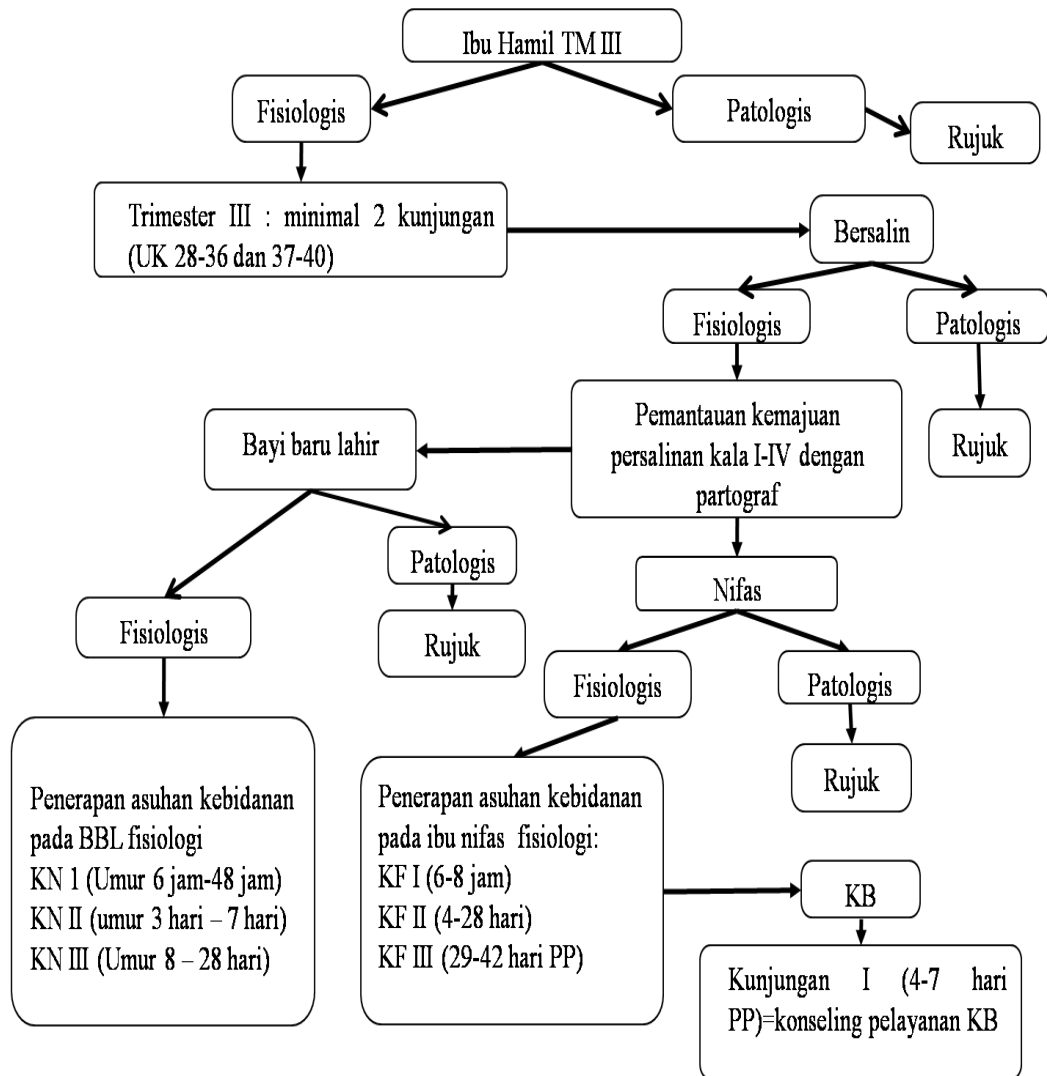 Ibu Hamil TM III
Fisiologis
Patologis
Rujuk
Trimester III : minimal 2 kunjungan
(UK 28-36 dan 37-40)
Bersalin
Fisiologis
Patologis
Pemantauan kemajuan
persalinan kala I-IV dengan
partograf
Rujuk
Bayi baru lahir
Patologis
Rujuk
Fisiologis
Nifas
Fisiologis
Patologis
Rujuk
Penerapan asuhan kebidanan
pada BBL fisiologi
KN 1 (Umur 6 jam-48 jam)
KN II (umur 3 hari – 7 hari)
KN III (Umur 8 – 28 hari)
Penerapan asuhan kebidanan
pada ibu nifas fisiologi:
KF I (6-8 jam)
KF II (4-28 hari)
KF III (29-42 hari PP)
KB
Kunjungan I (4-7 hari
PP)=konseling pelayanan KB